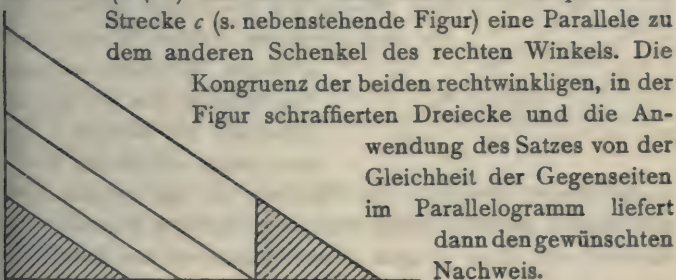 Strecke c (s. nebenstehende Figur) eine Parallele zu
dem anderen Schenkel des rechten Winkels. Die
Kongruenz der beiden rechtwinkligen, in der
Figur schraffierten Dreiecke und die An-
wendung des Satzes von der
Gleichheit der Gegenseiten
im Parallelogramm liefert
dann den gewünschten
Nachweis.